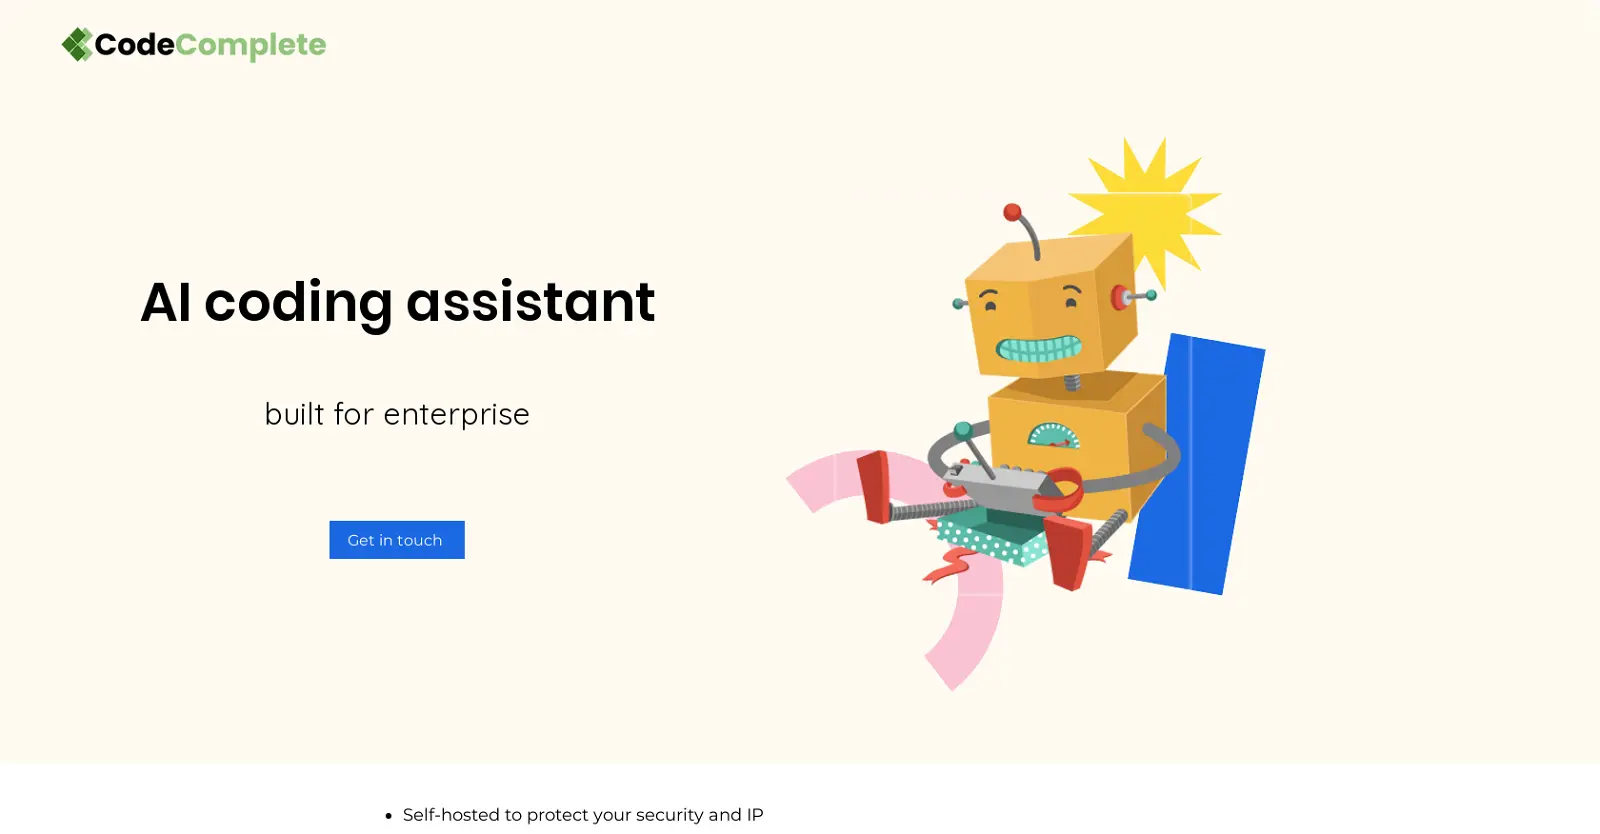 CodeComplete
AI coding assistant
built for enterprise
Get in touch
Self-hosted to protect your security and IP